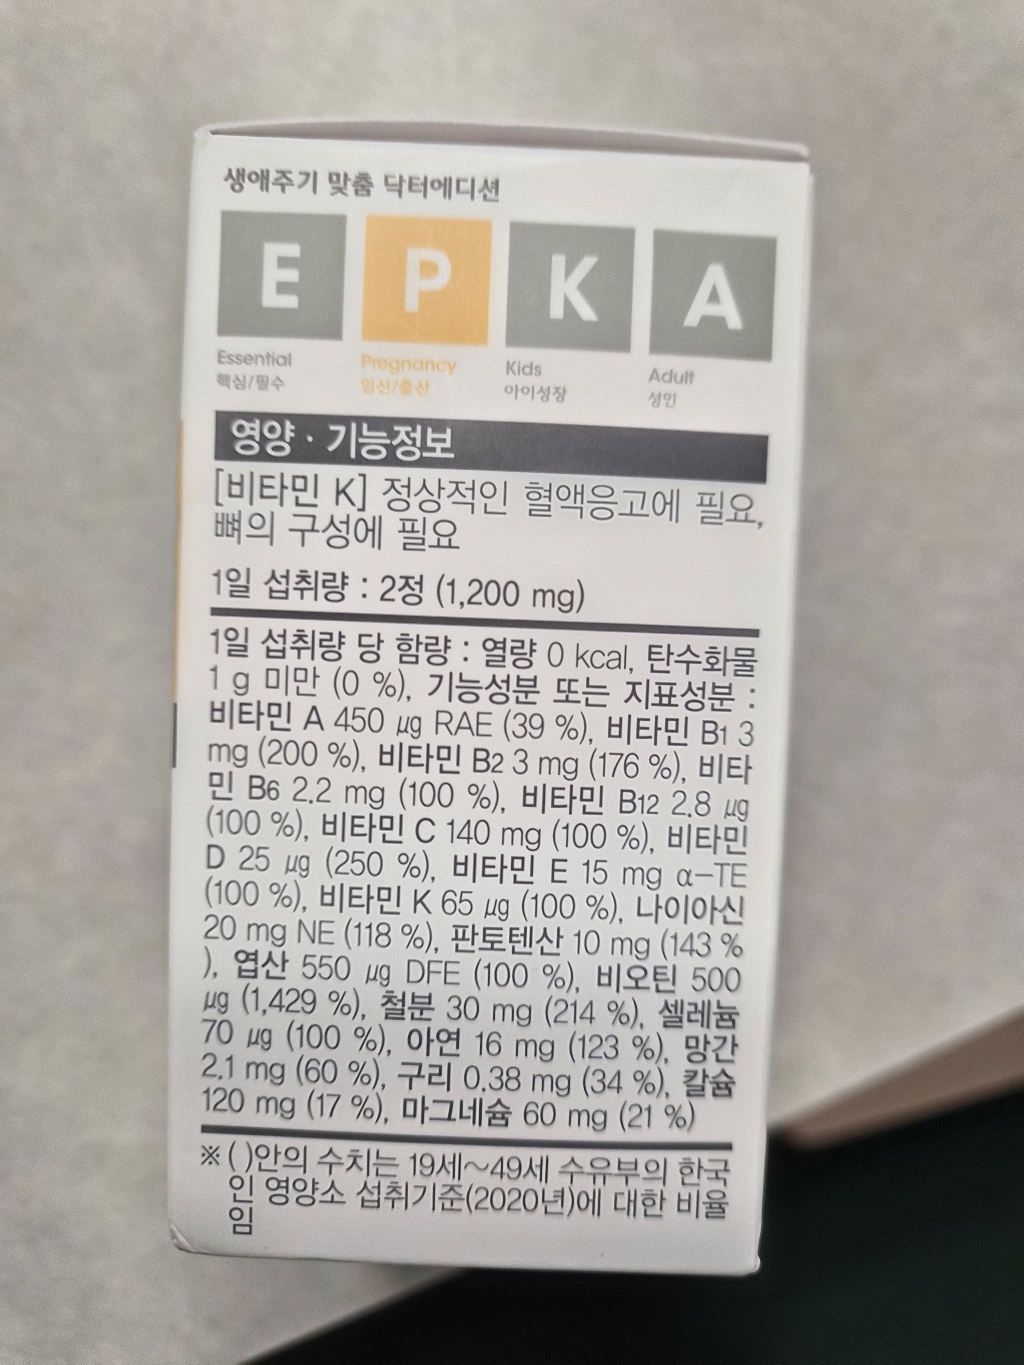 생애주기 맞춤 닥터에디션
E P K A
Essential Pregnancy Kids Adult
핵심/필수 임신/출산 아이성장 성인
영양 · 기능정보
[비타민 K] 정상적인 혈액응고에 필요,
뼈의 구성에 필요
1일 섭취량 : 2정 (1,200 mg)
1일 섭취량 당 함량 : 열량 0 kcal, 탄수화물
1 g 미만 (0 %), 기능성분 또는 지표성분 :
비타민 A 450 μg RAE (39 %), 비타민 B1 3
mg (200 %), 비타민 B2 3 mg (176 %), 비타
민 B6 2.2 mg (100 %), 비타민 B12 2.8 μg
(100 %), 비타민 C 140 mg (100 %), 비타민
D 25 μg (250 %), 비타민 E 15 mg α-TE
(100 %), 비타민 K 65 μg (100 %), 나이아신
20 mg NE (118 %), 판토텐산 10 mg (143 %
), 엽산 550 μg DFE (100 %), 비오틴 500
μg (1,429 %), 철분 30 mg (214 %), 셀레늄
70 μg (100 %), 아연 16 mg (123 %), 망간
2.1 mg (60 %), 구리 0.38 mg (34 %), 칼슘
120 mg (17 %), 마그네슘 60 mg (21 %)
※ ( )안의 수치는 19세~49세 수유부의 한국
인 영양소 섭취기준(2020년)에 대한 비율
임